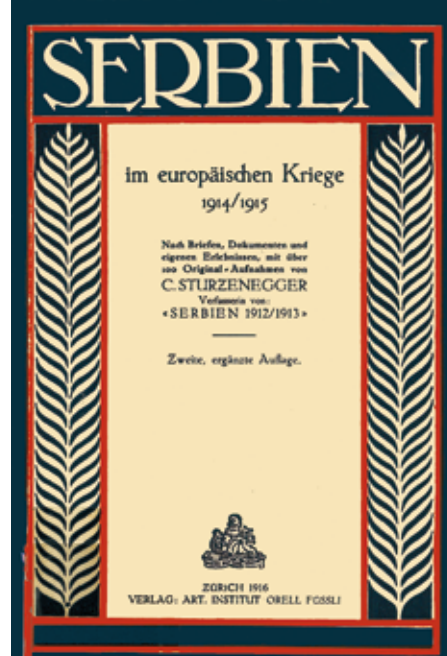 SERBIEN
im europäischen Kriege
1914/1915
Nach Briefen, Dokumenten und
eigenen Erlebnissen, mit über
100 Original-Aufnahmen von
C. STURZENEGGER
Verfasserin von:
«SERBIEN 1912/1913»
Zweite, ergänzte Auflage.
ZÜRICH 1916
VERLAG: ART. INSTITUT ORELL FÜSSLI